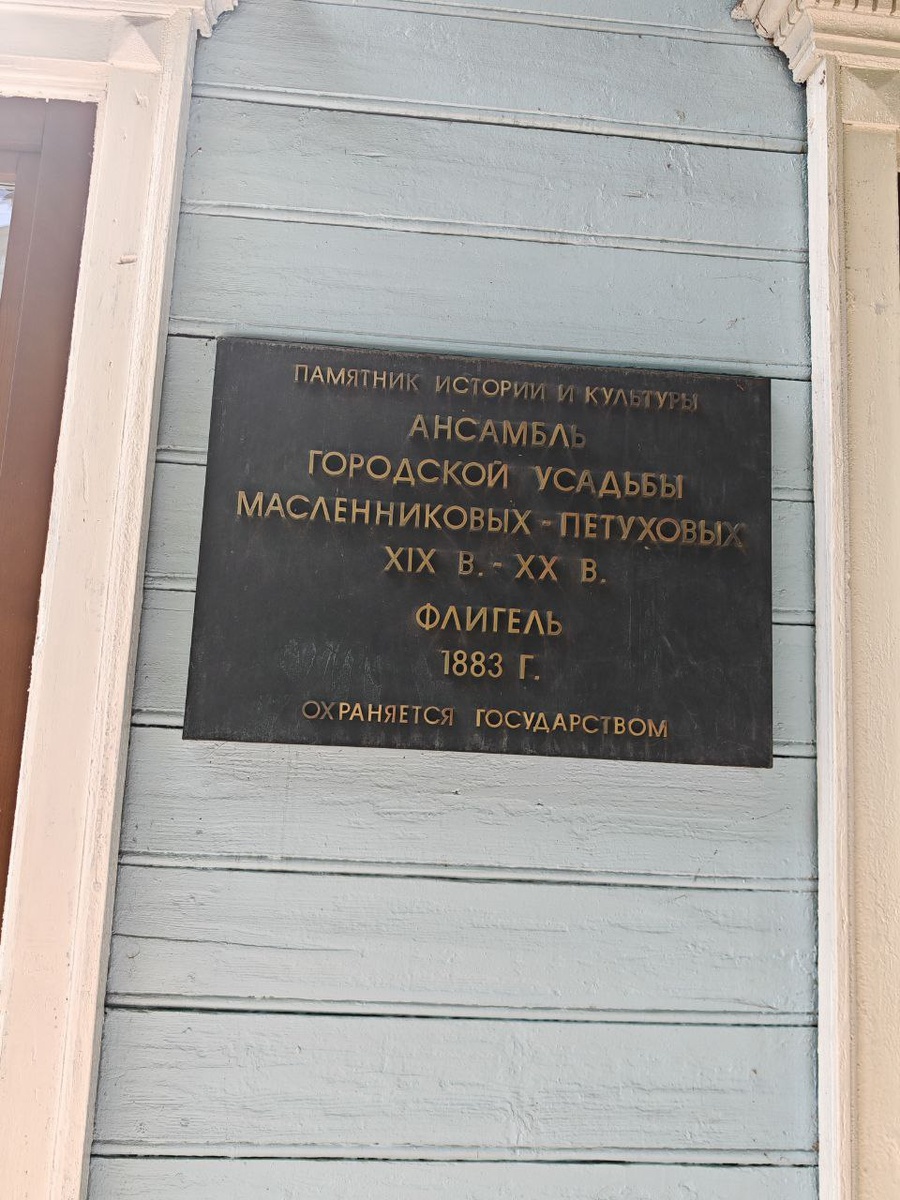 ПАМЯТНИК ИСТОРИИ И КУЛЬТУРЫ
АНСАМБЛЬ
ГОРОДСКОЙ УСАДЬБЫ
МАСЛЕННИКОВЫХ - ПЕТУХОВЫХ
XIX В. - XX В.
ФЛИГЕЛЬ
1883 Г.
ОХРАНЯЕТСЯ ГОСУДАРСТВОМ